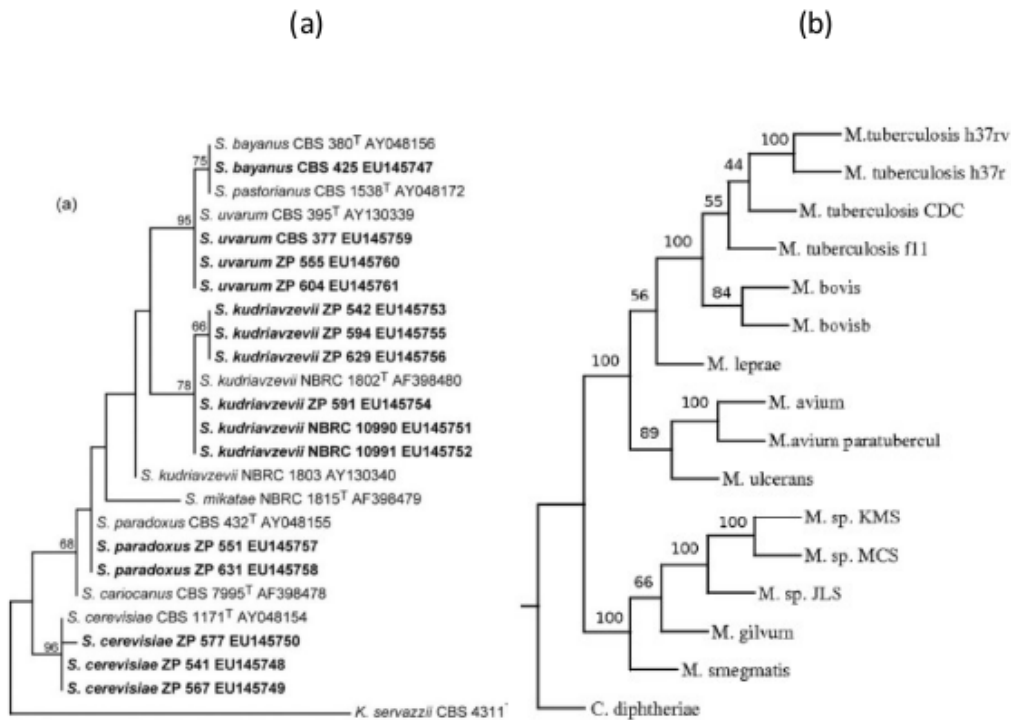 (a)
(b)
(a)
S. bayanus CBS 380T AY048156
75
S. bayanus CBS 425 EU145747
S. pastorianus CBS 1538T AY048172
S. uvarum CBS 395T AY130339
95
S. uvarum CBS 377 EU145759
S. uvarum ZP 555 EU145760
S. uvarum ZP 604 EU145761
S. kudriavzevii ZP 542 EU145753
66
S. kudriavzevii ZP 594 EU145755
S. kudriavzevii ZP 629 EU145756
S. kudriavzevii NBRC 1802T AF398480
78
S. kudriavzevii ZP 591 EU145754
S. kudriavzevii NBRC 10990 EU145751
S. kudriavzevii NBRC 10991 EU145752
S. kudriavzevii NBRC 1803 AY130340
S. mikatae NBRC 1815T AF398479
S. paradoxus CBS 432T AY048155
68
S. paradoxus ZP 551 EU145757
S. paradoxus ZP 631 EU145758
S. cariocanus CBS 7995T AF398478
S. cerevisiae CBS 1171T AY048154
96
S. cerevisiae ZP 577 EU145750
S. cerevisiae ZP 541 EU145748
S. cerevisiae ZP 567 EU145749
K. servazzii CBS 4311
100
M.tuberculosis h37rv
44
M. tuberculosis h37r
55
M. tuberculosis CDC
100
M. tuberculosis f11
84
M. bovis
56
M. bovisb
100
M. leprae
100
M. avium
89
M.avium paratubercul
M. ulcerans
100
M. sp. KMS
100
M. sp. MCS
66
M. sp. JLS
100
M. gilvum
M. smegmatis
C. diphtheriae